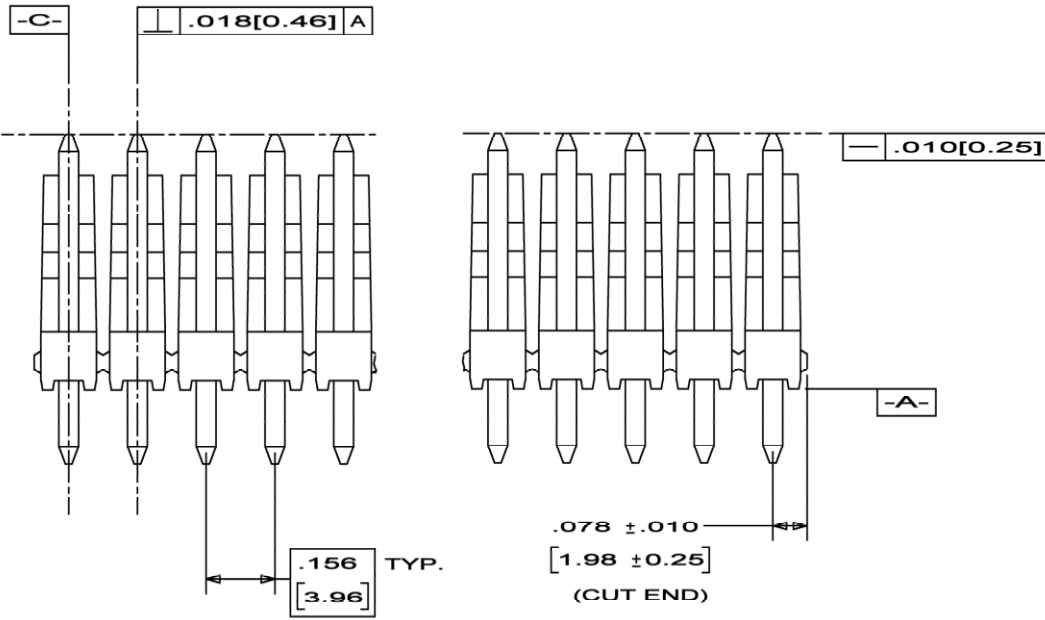 -C-
⊥ .018[0.46] A
— .010[0.25]
-A-
.078 ±.010
[1.98 ±0.25]
(CUT END)
.156 TYP.
[3.96]